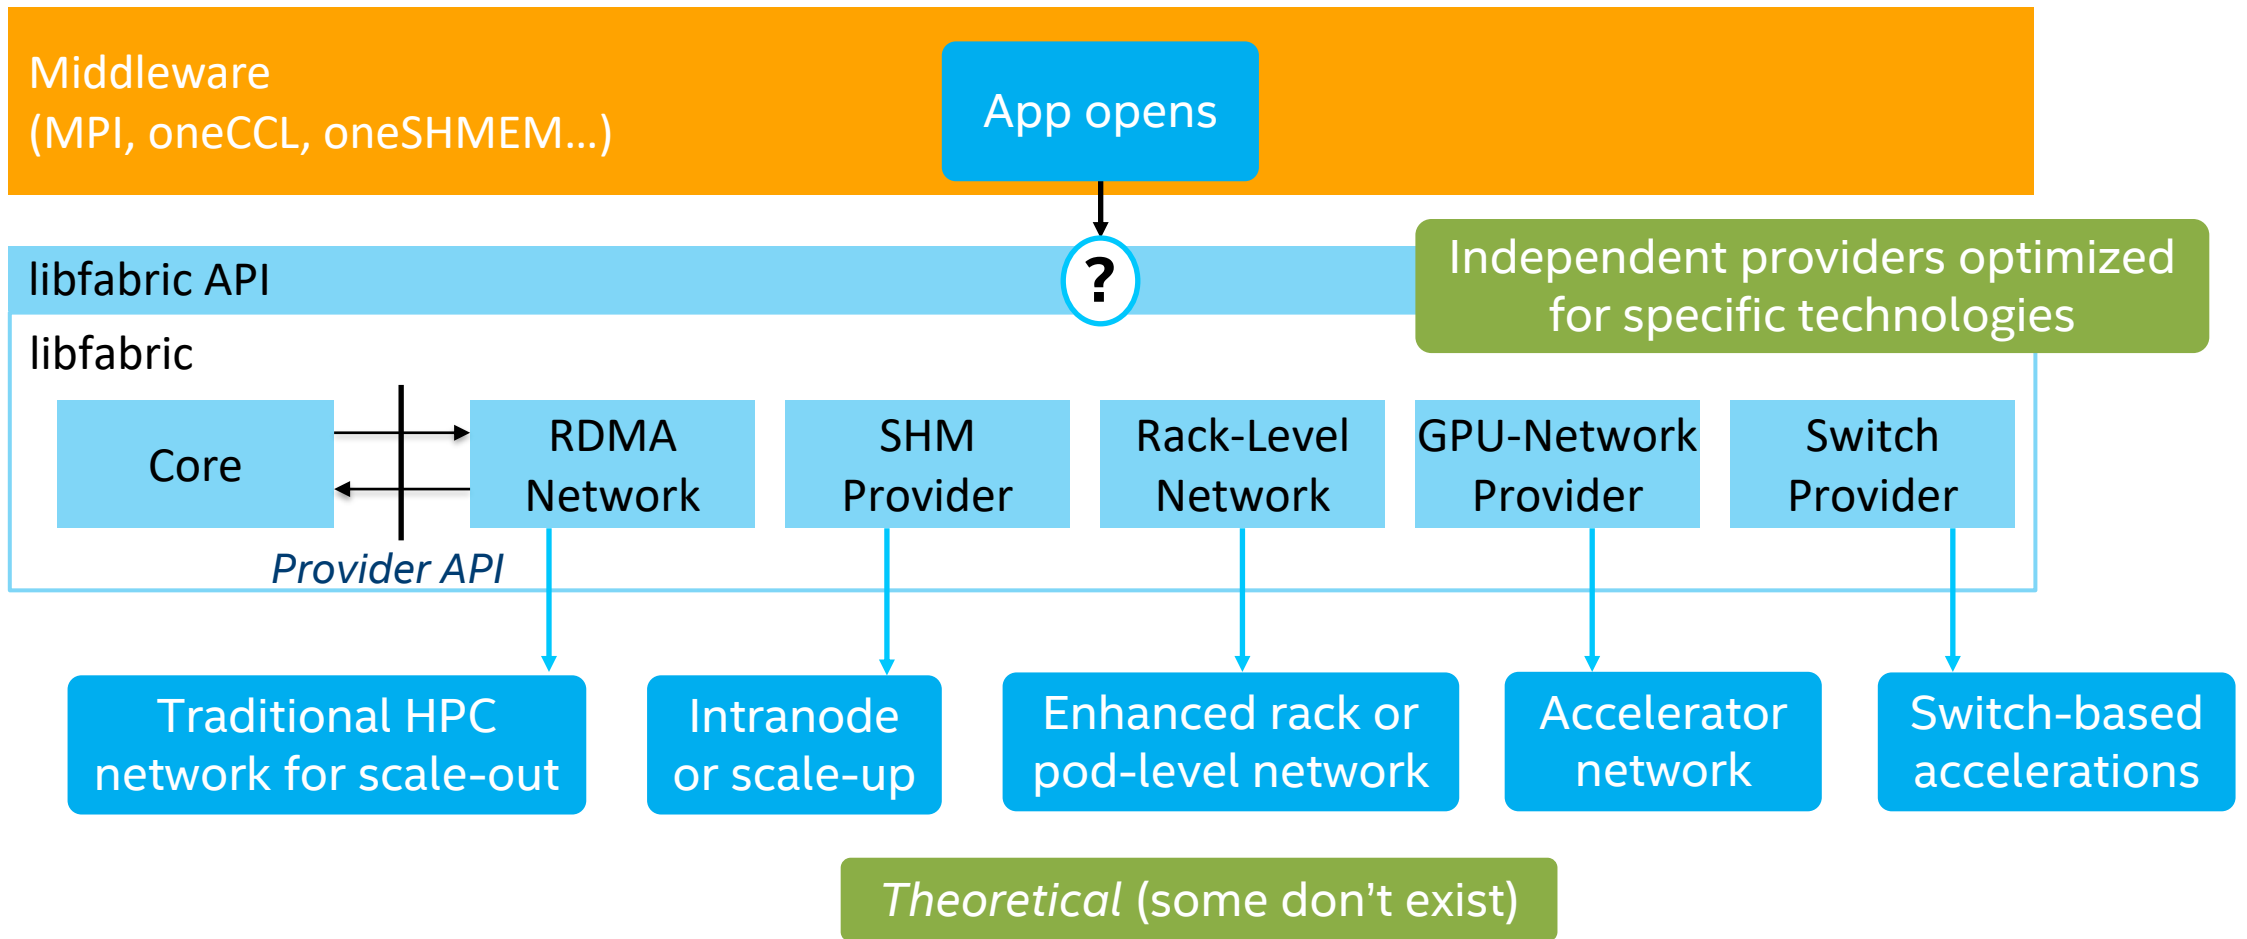 Middleware
(MPI, oneCCL, oneSHMEM...)
App opens
libfabric API
?
Independent providers optimized
for specific technologies
libfabric
Core
RDMA
Network
SHM
Provider
Rack-Level
Network
GPU-Network
Provider
Switch
Provider
Provider API
Traditional HPC
network for scale-out
Intranode
or scale-up
Enhanced rack or
pod-level network
Accelerator
network
Switch-based
accelerations
Theoretical (some don’t exist)